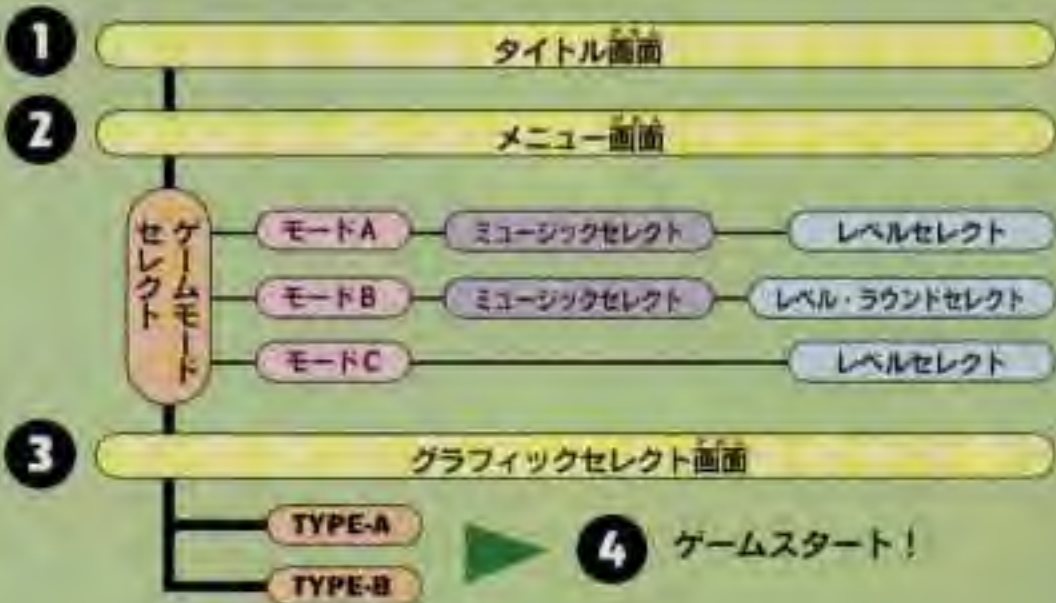 1 タイトル画面
2 メニュー画面
ゲームモード
セレクト
モードA ミュージックセレクト レベルセレクト
モードB ミュージックセレクト レベル・ラウンドセレクト
モードC レベルセレクト
3 グラフィックセレクト画面
TYPE-A
4 ゲームスタート!
TYPE-B